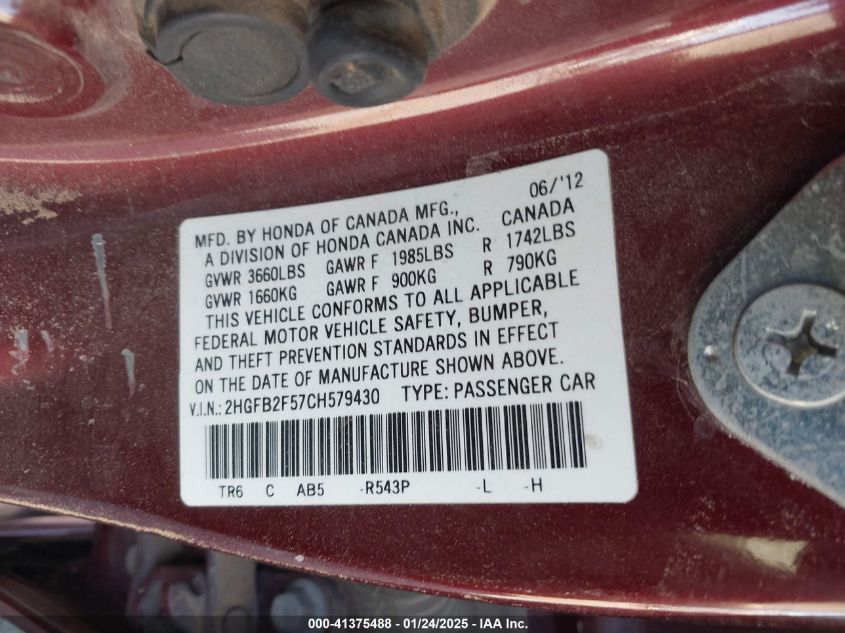 06/'12
MFD. BY HONDA OF CANADA MFG.,
A DIVISION OF HONDA CANADA INC. CANADA
GVWR 3660LBS GAWR F 1985LBS R 1742LBS
GVWR 1660KG GAWR F 900KG R 790KG
THIS VEHICLE CONFORMS TO ALL APPLICABLE
FEDERAL MOTOR VEHICLE SAFETY, BUMPER,
AND THEFT PREVENTION STANDARDS IN EFFECT
ON THE DATE OF MANUFACTURE SHOWN ABOVE.
V.I.N.: 2HGFB2F57CH579430 TYPE: PASSENGER CAR
TR6 C AB5 -R543P -L -H
000-41375488 - 01/24/2025 - IAA Inc.